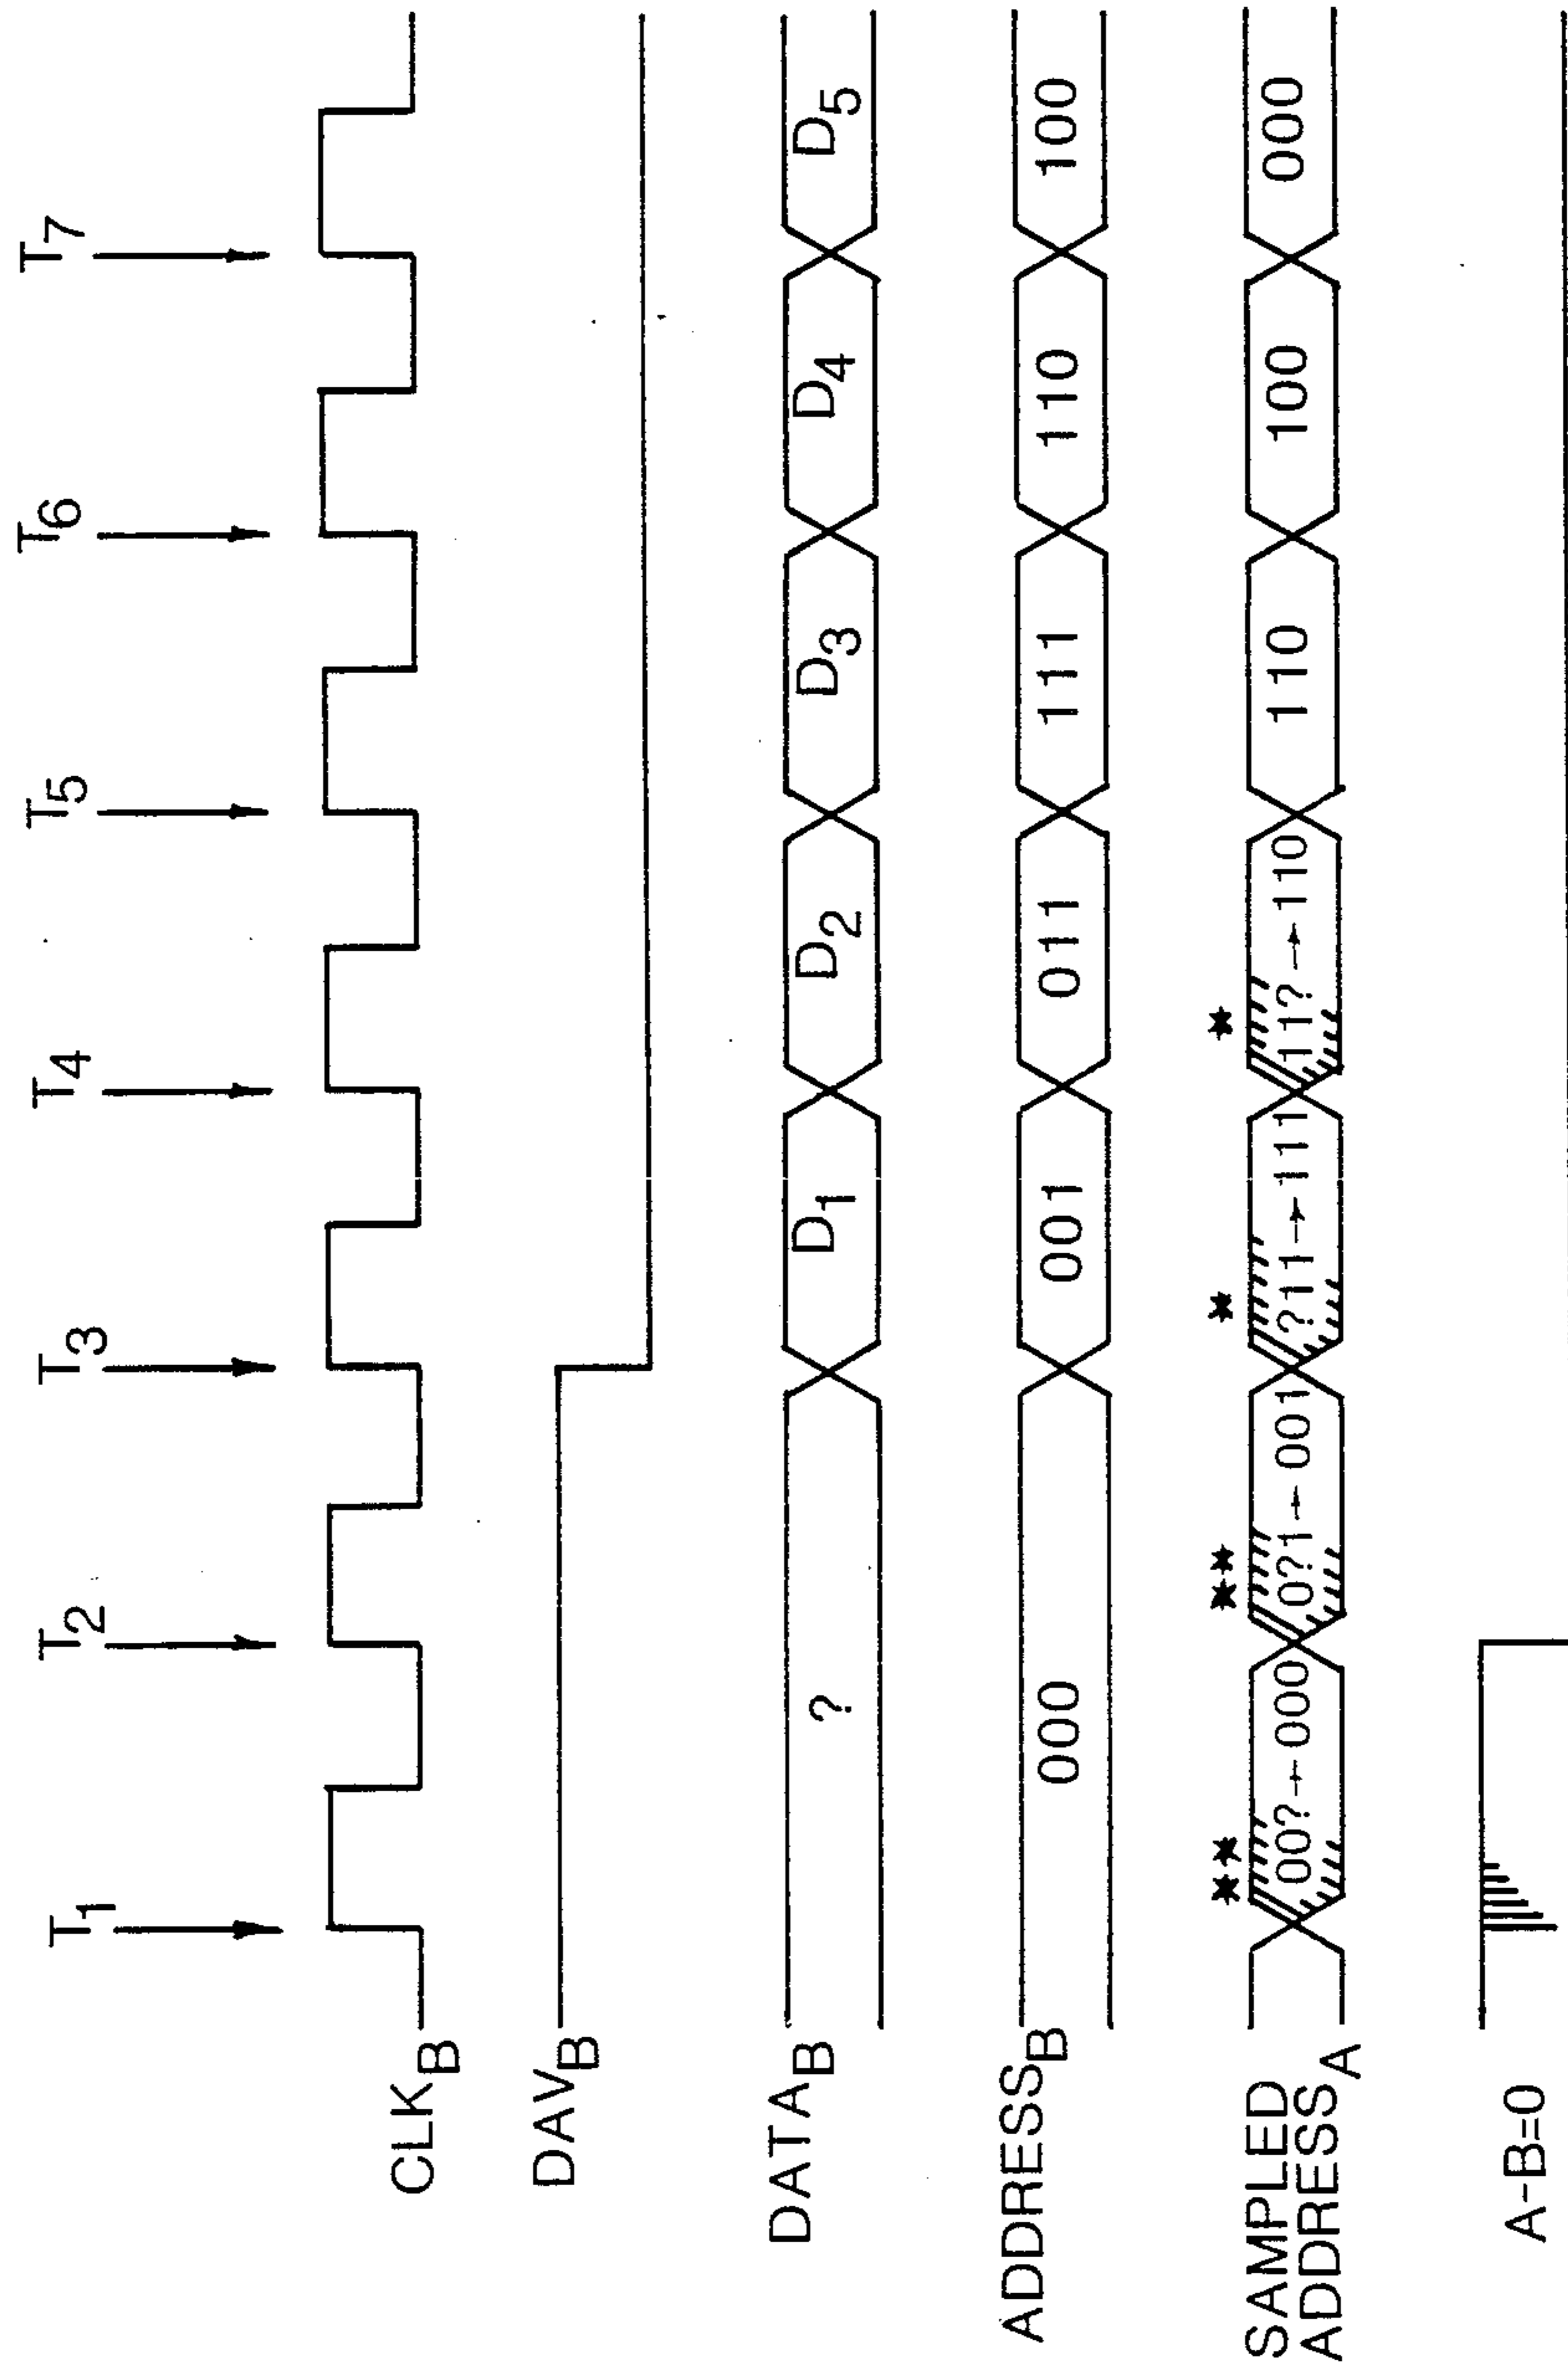 T1 T2 T3 T4 T5 T6 T7
CLKB
DAVB
DATAB ? D1 D2 D3 D4 D5
ADDRESSB 000 001 011 111 110 100
** ** * *
SAMPLED
ADDRESSA 00?→000 0?1→001 ?11→111 11?→110 110 100 000
A-B=0